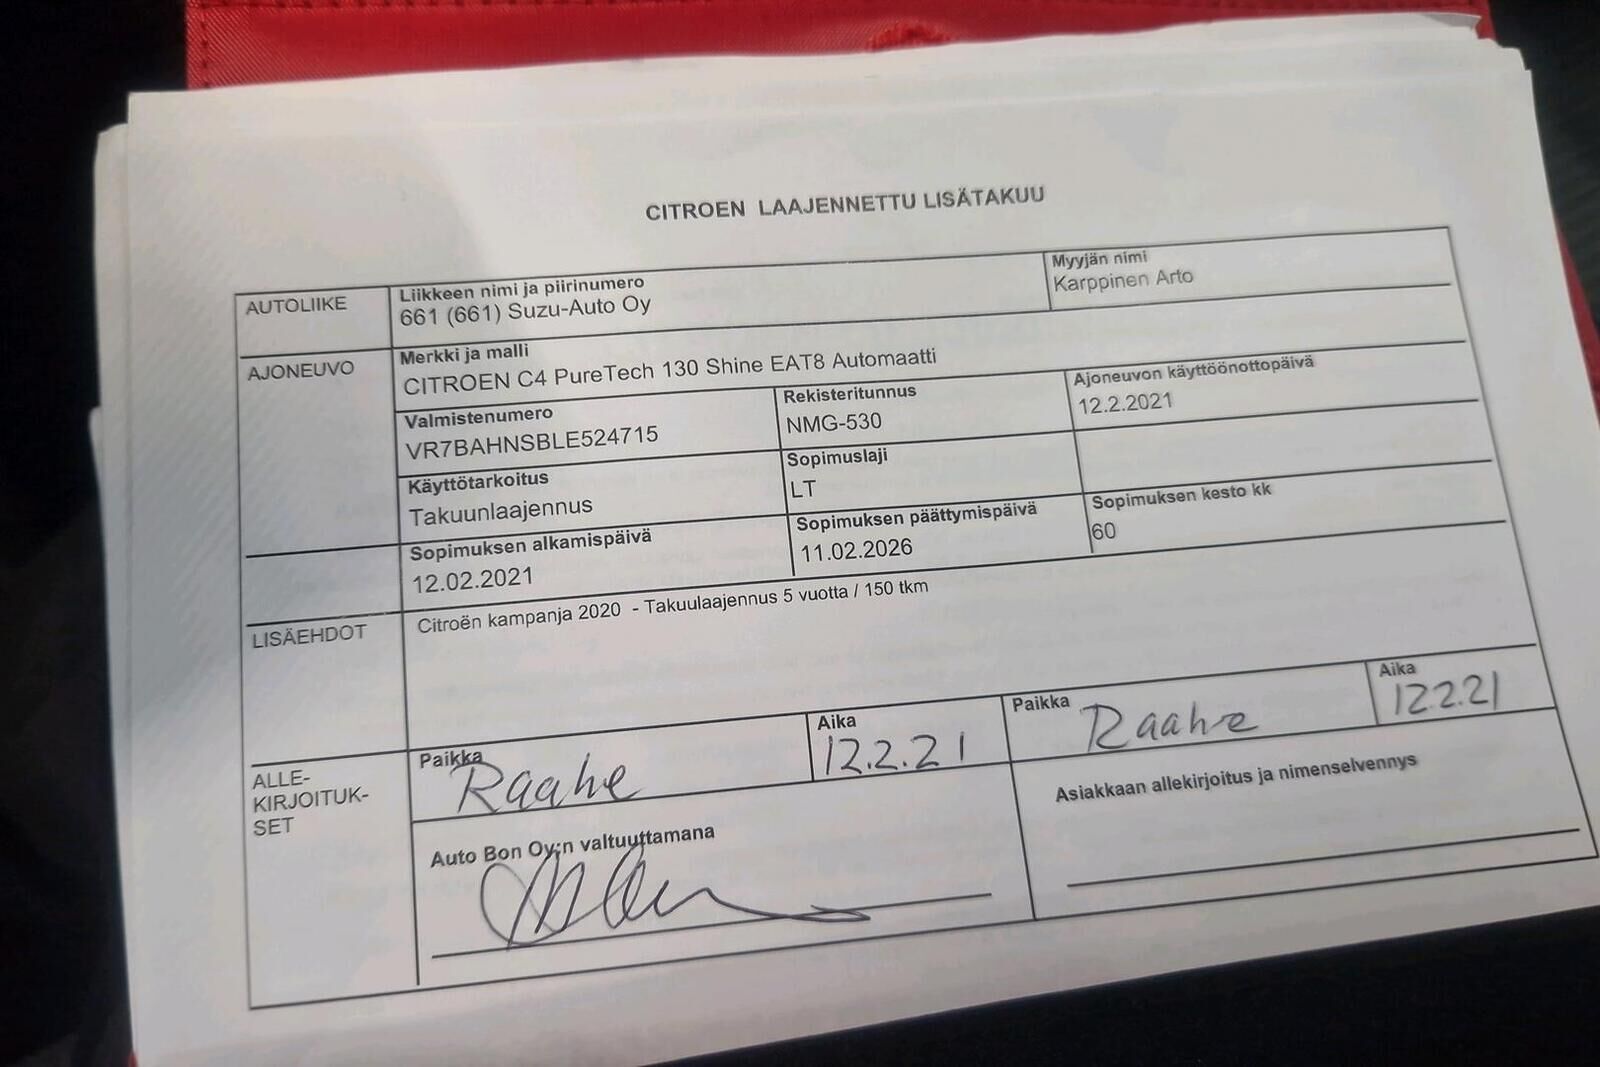 CITROEN LAAJENNETTU LISÄTAKUU
AUTOLIIKE
Liikkeen nimi ja piirinumero
661 (661) Suzu-Auto Oy
Myyjän nimi
Karppinen Arto
AJONEUVO
Merkki ja malli
CITROEN C4 PureTech 130 Shine EAT8 Automaatti
Valmistenumero
VR7BAHNSBLE524715
Rekisteritunnus
NMG-530
Ajoneuvon käyttöönottopäivä
12.2.2021
Käyttötarkoitus
Takuunlaajennus
Sopimuslaji
LT
Sopimuksen alkamispäivä
12.02.2021
Sopimuksen päättymispäivä
11.02.2026
Sopimuksen kesto kk
60
LISÄEHDOT
Citroën kampanja 2020 - Takuulaajennus 5 vuotta / 150 tkm
ALLE-
KIRJOITUK-
SET
Paikka
Raahe
Aika
12.2.21
Paikka
Raahe
Aika
12.2.21
Auto Bon Oy:n valtuuttamana
Asiakkaan allekirjoitus ja nimenselvennys